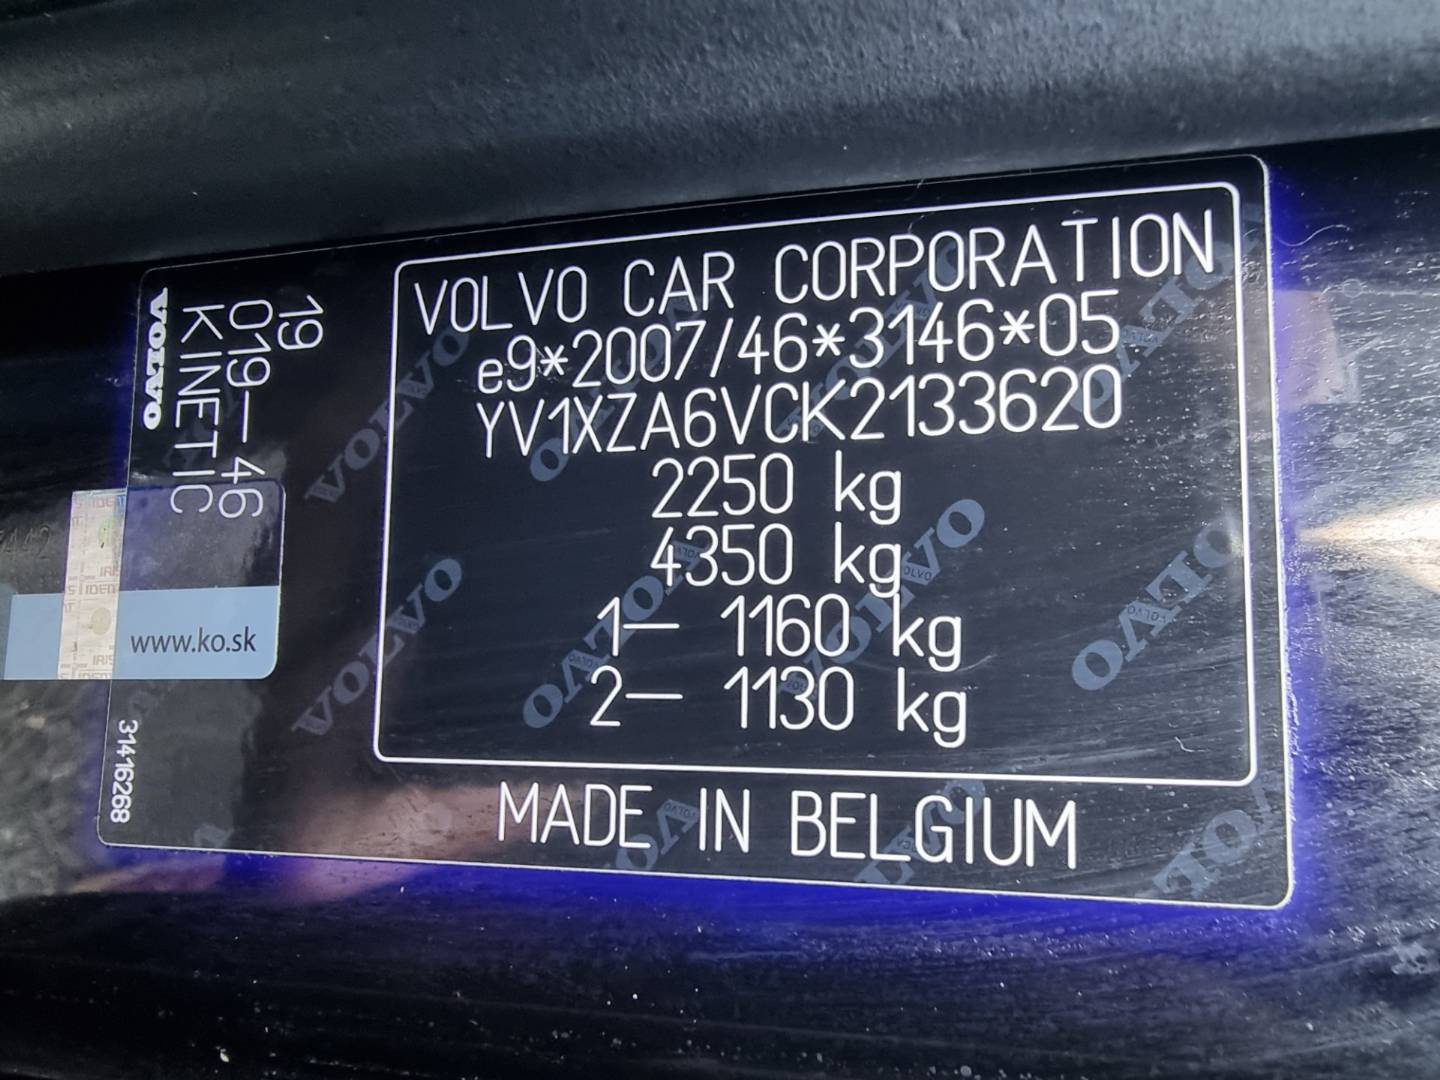 VOLVO CAR CORPORATION
e9*2007/46*3146*05
YV1XZA6VCK2133620
2250 kg
4350 kg
1– 1160 kg
2– 1130 kg
MADE IN BELGIUM
19
019–46
KINETIC
VOLVO
www.ko.sk
31416268